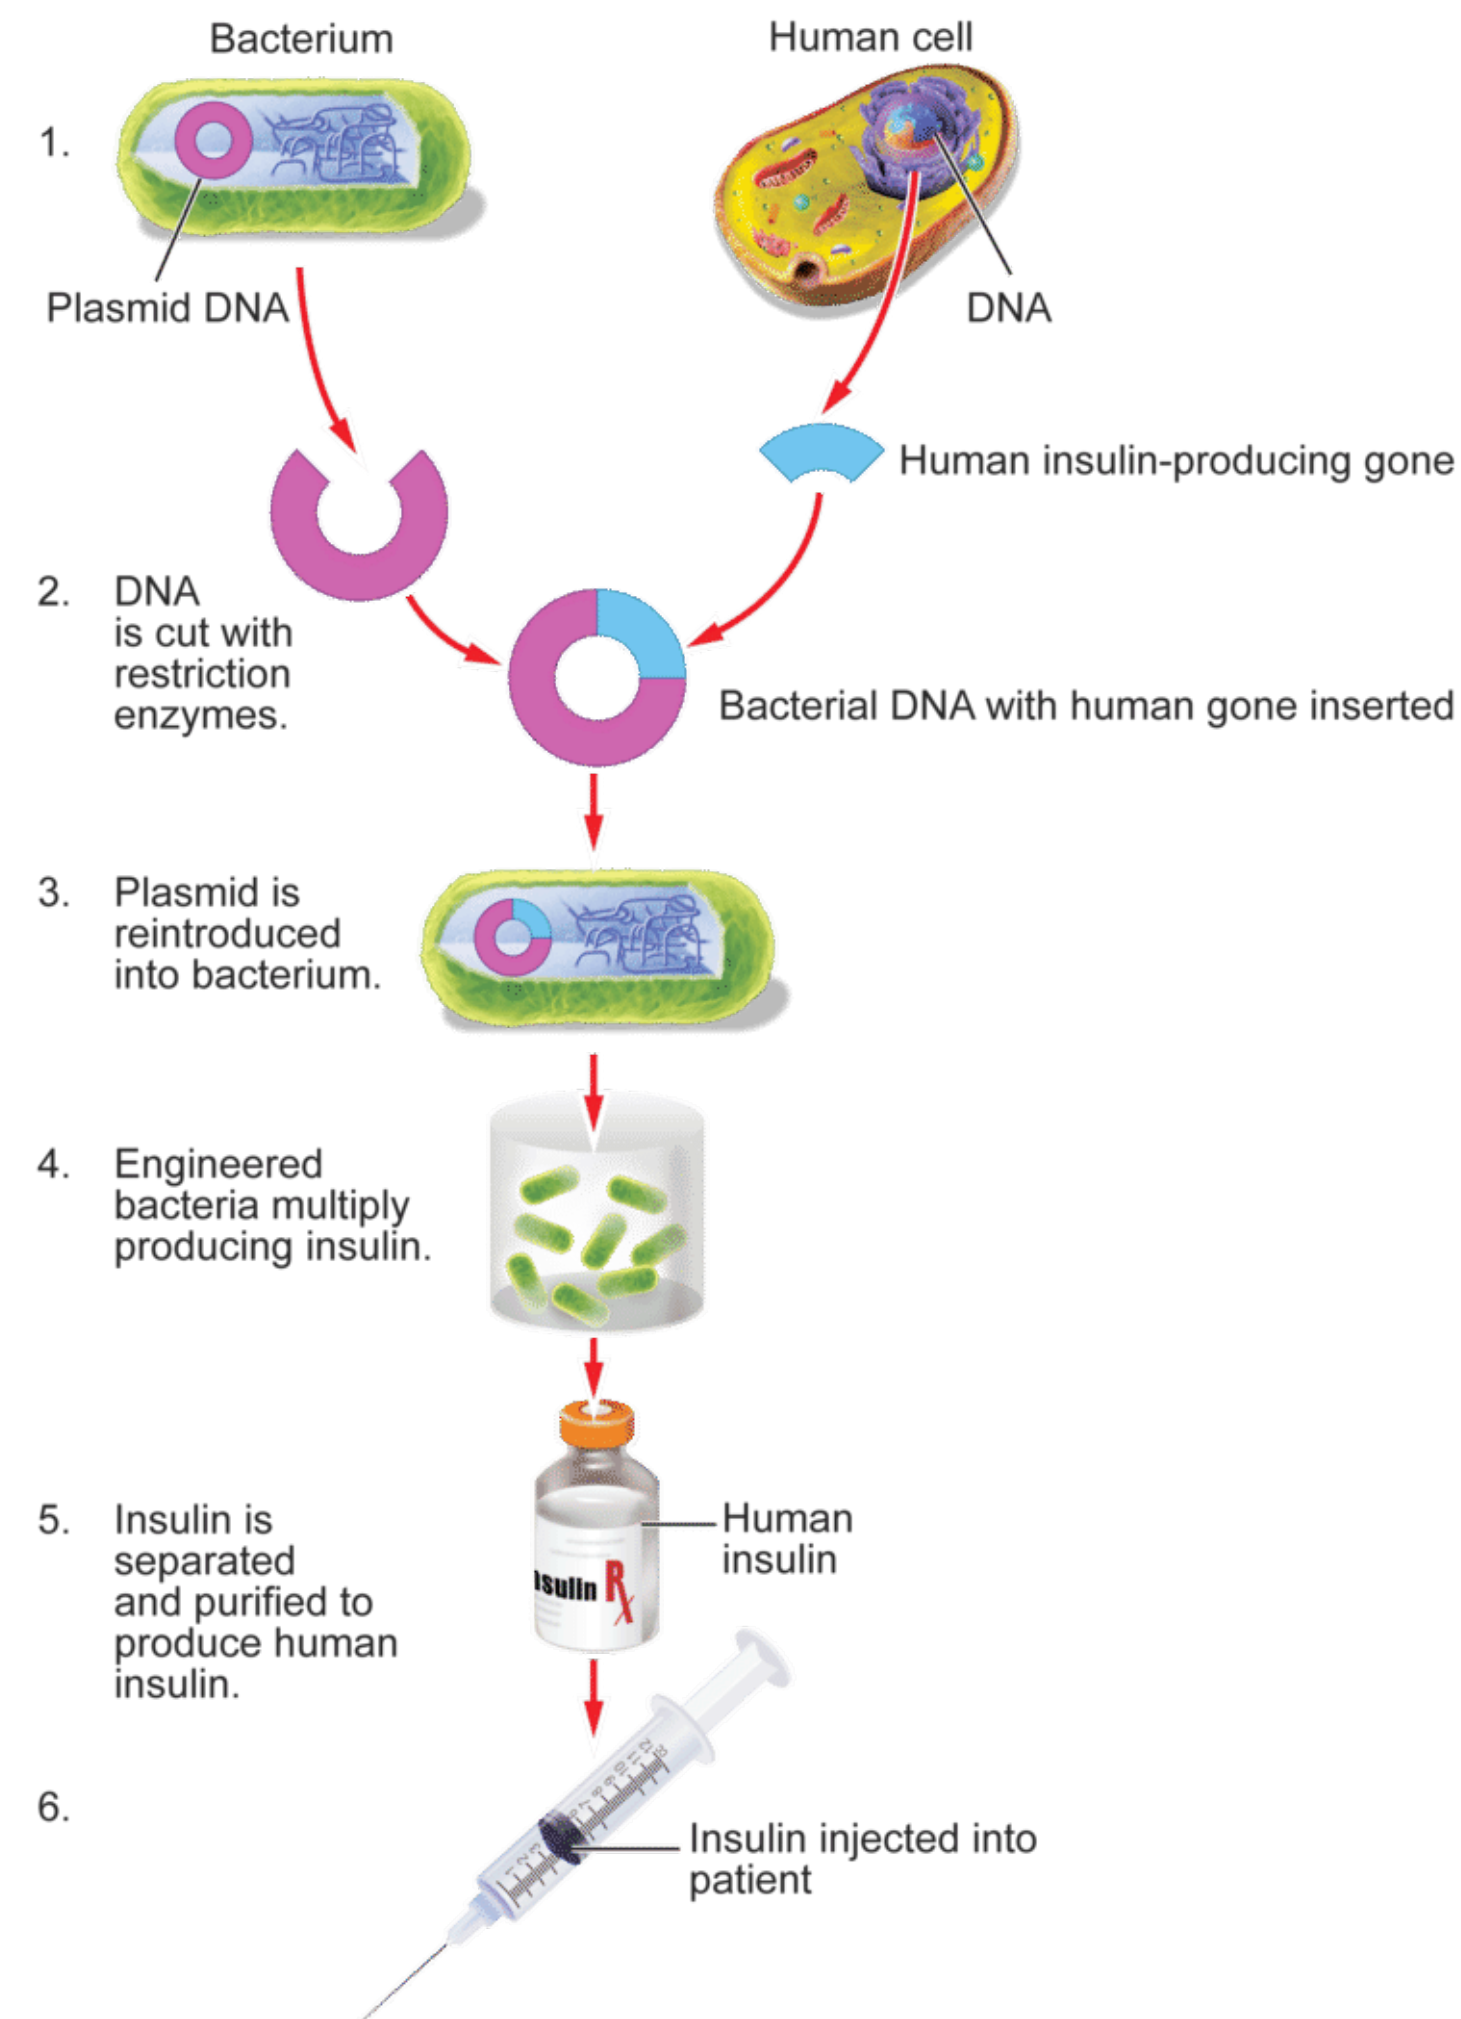 Bacterium
Human cell
1.
Plasmid DNA
DNA
Human insulin-producing gone
2. DNA
is cut with
restriction
enzymes.
Bacterial DNA with human gone inserted
3. Plasmid is
reintroduced
into bacterium.
4. Engineered
bacteria multiply
producing insulin.
5. Insulin is
separated
and purified to
produce human
insulin.
Human
insulin
nsulin Rx
6.
Insulin injected into
patient